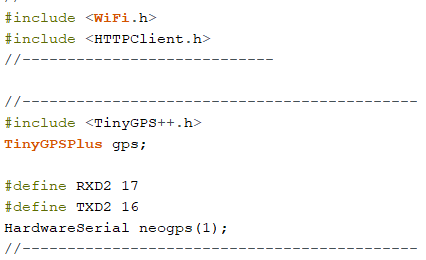 //
#include <WiFi.h>
#include <HTTPClient.h>
//----------------------------
//--------------------------------------------
#include <TinyGPS++.h>
TinyGPSPlus gps;
#define RXD2 17
#define TXD2 16
HardwareSerial neogps(1);
//--------------------------------------------